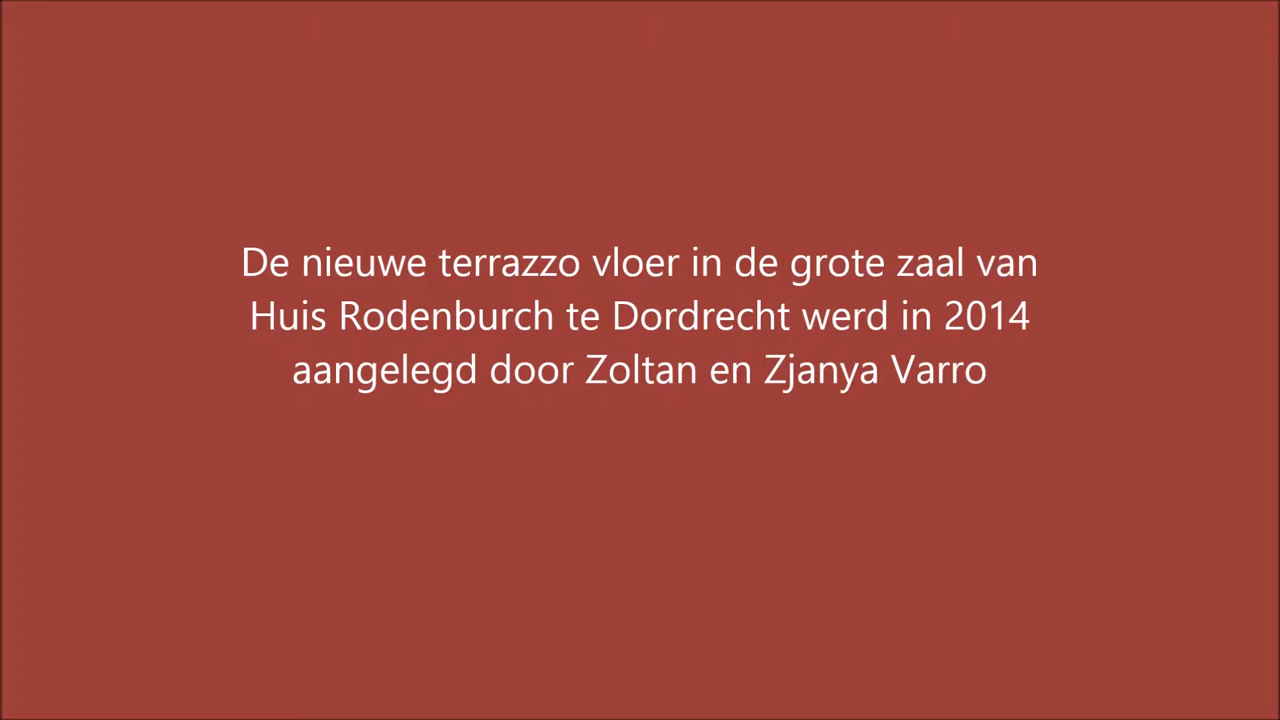 De nieuwe terrazzo vloer in de grote zaal van
Huis Rodenburch te Dordrecht werd in 2014
aangelegd door Zoltan en Zjanya Varro